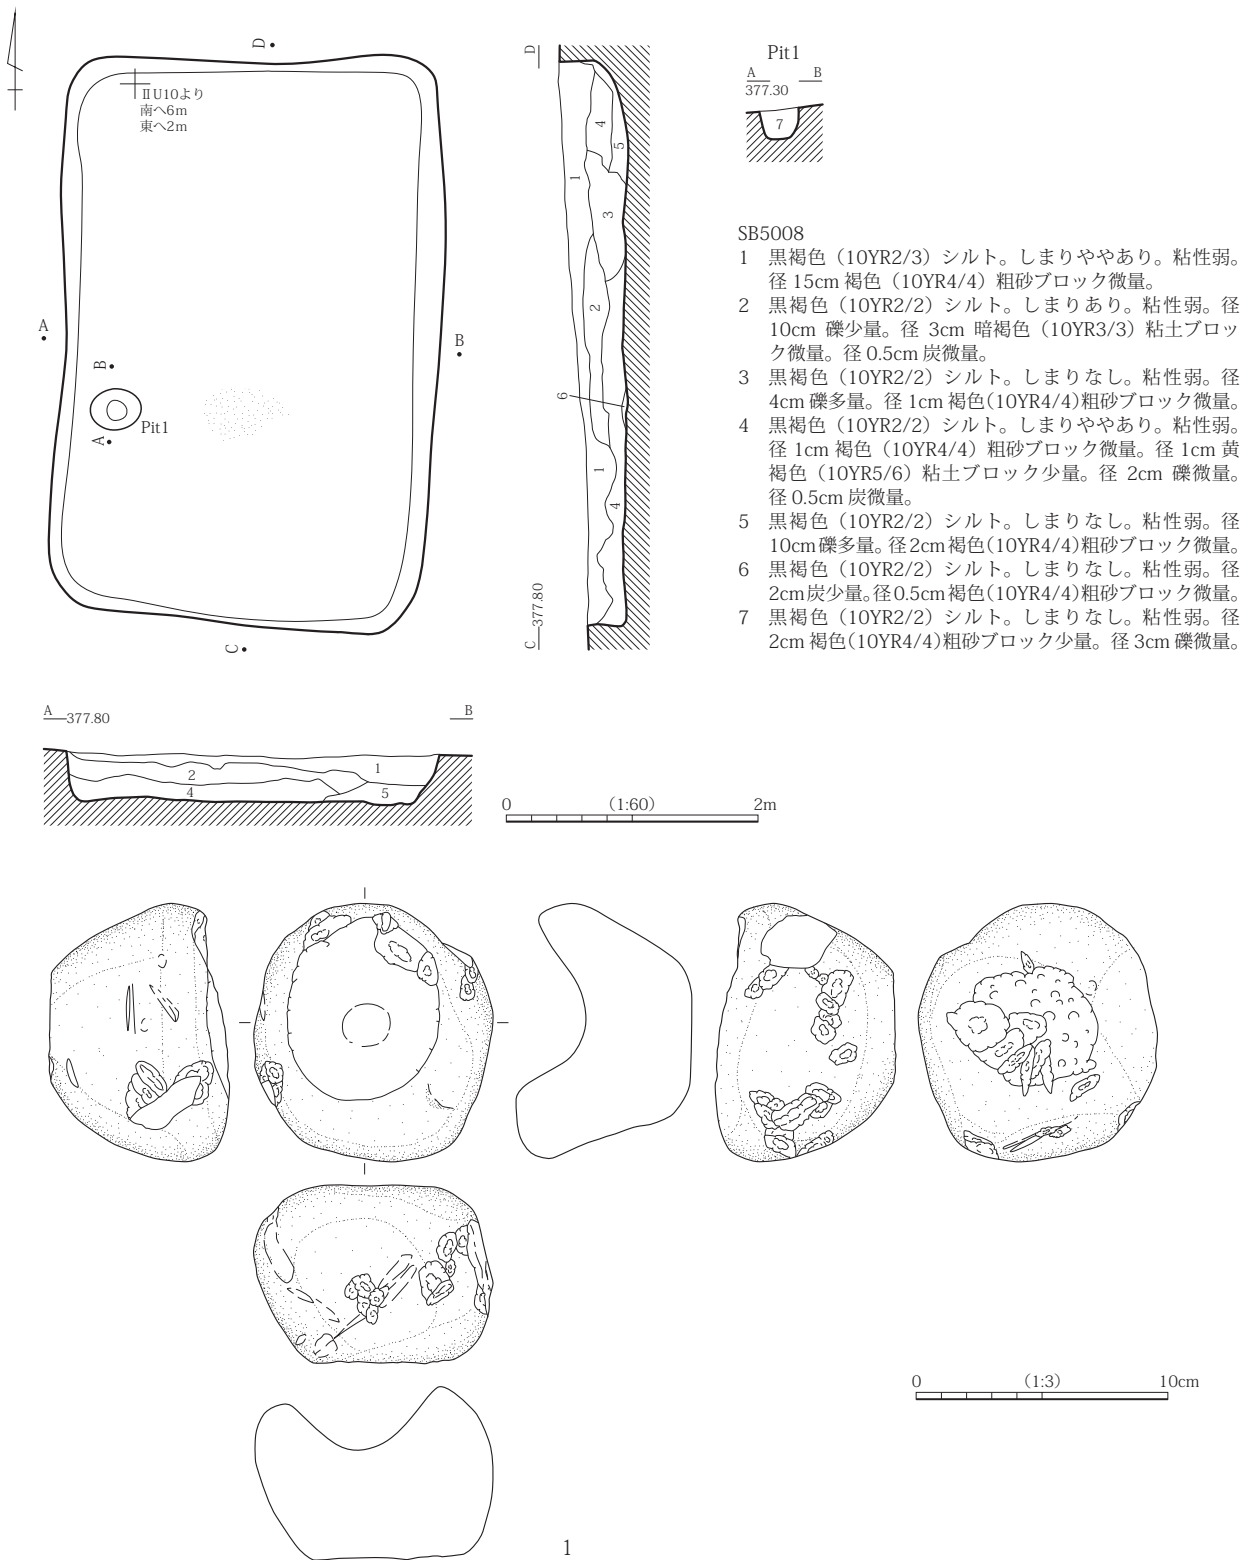 D
ⅡU10より
南へ6m
東へ2m
A
B
B
Pit1
A
C
D
4
5
1
3
2
6
1
4
C 377.80
Pit1
A B
377.30
7
SB5008
1 黒褐色（10YR2/3）シルト。しまりややあり。粘性弱。
径 15cm 褐色（10YR4/4）粗砂ブロック微量。
2 黒褐色（10YR2/2）シルト。しまりあり。粘性弱。径
10cm 礫少量。径 3cm 暗褐色（10YR3/3）粘土ブロッ
ク微量。径 0.5cm 炭微量。
3 黒褐色（10YR2/2）シルト。しまりなし。粘性弱。径
4cm 礫多量。径 1cm 褐色（10YR4/4）粗砂ブロック微量。
4 黒褐色（10YR2/2）シルト。しまりややあり。粘性弱。
径 1cm 褐色（10YR4/4）粗砂ブロック微量。径 1cm 黄
褐色（10YR5/6）粘土ブロック少量。径 2cm 礫微量。
径 0.5cm 炭微量。
5 黒褐色（10YR2/2）シルト。しまりなし。粘性弱。径
10cm 礫多量。径 2cm 褐色（10YR4/4）粗砂ブロック微量。
6 黒褐色（10YR2/2）シルト。しまりなし。粘性弱。径
2cm 炭少量。径 0.5cm 褐色（10YR4/4）粗砂ブロック微量。
7 黒褐色（10YR2/2）シルト。しまりなし。粘性弱。径
2cm 褐色（10YR4/4）粗砂ブロック少量。径 3cm 礫微量。
A 377.80 B
1
2
4
5
0 (1:60) 2m
0 (1:3) 10cm
1